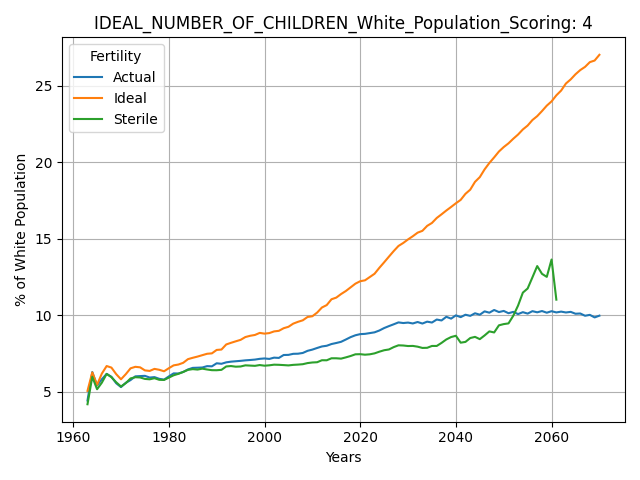 IDEAL_NUMBER_OF_CHILDREN_White_Population_Scoring: 4
Fertility
Actual
Ideal
Sterile
% of White Population
25
20
15
10
5
1960 1980 2000 2020 2040 2060
Years